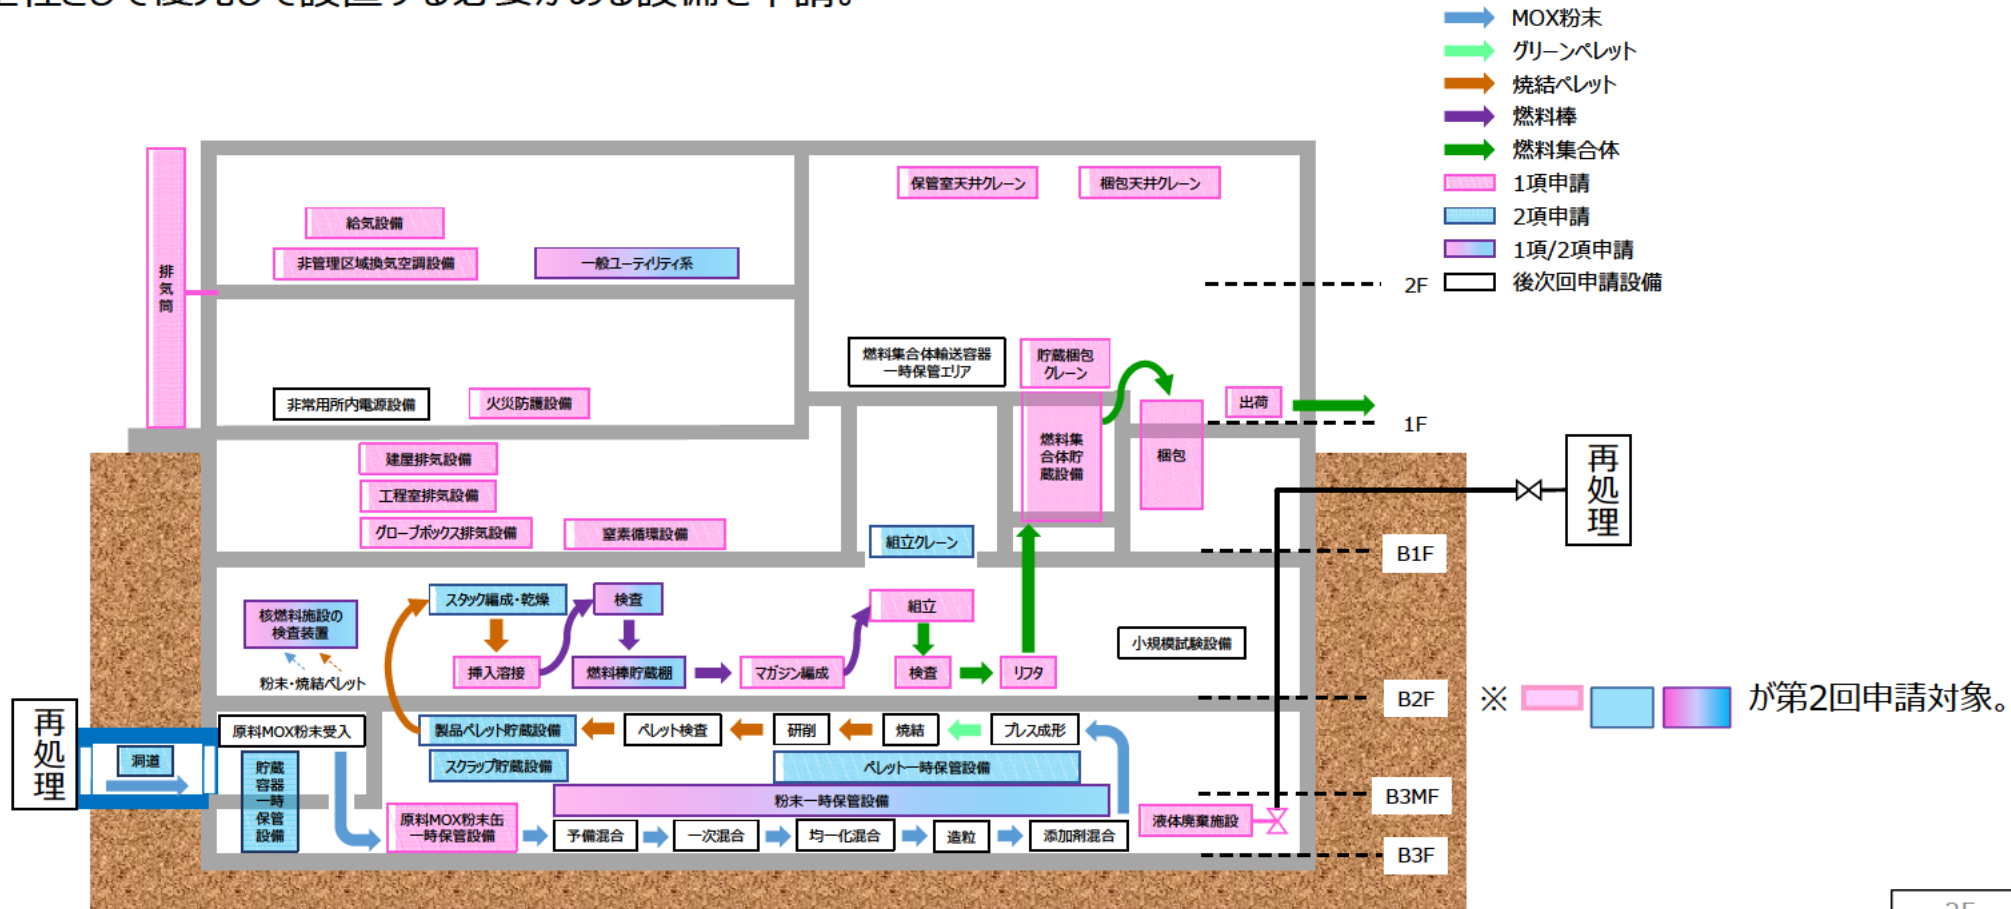 MOX粉末
グリーンペレット
焼結ペレット
燃料棒
燃料集合体
1項申請
2項申請
1項/2項申請
後次回申請設備
排気筒
給気設備
非管理区域換気空調設備
一般ユーティリティ系
保管室天井クレーン
梱包天井クレーン
2F
非常用所内電源設備
火災防護設備
燃料集合体輸送容器
一時保管エリア
貯蔵梱包
クレーン
出荷
1F
燃料集
合体貯
蔵設備
梱包
建屋排気設備
工程室排気設備
グローブボックス排気設備
窒素循環設備
組立クレーン
B1F
再処理
核燃料施設の
検査装置
粉末・焼結ペレット
スタック編成・乾燥
検査
挿入溶接
燃料棒貯蔵棚
マガジン編成
組立
検査
リフタ
小規模試験設備
B2F
※
が第2回申請対象。
再処理
洞道
原料MOX粉末受入
貯蔵
容器
一時
保管
設備
製品ペレット貯蔵設備
ペレット検査
研削
焼結
プレス成形
スクラップ貯蔵設備
ペレット一時保管設備
粉末一時保管設備
B3MF
原料MOX粉末缶
一時保管設備
予備混合
一次混合
均一化混合
造粒
添加剤混合
液体廃棄施設
B3F